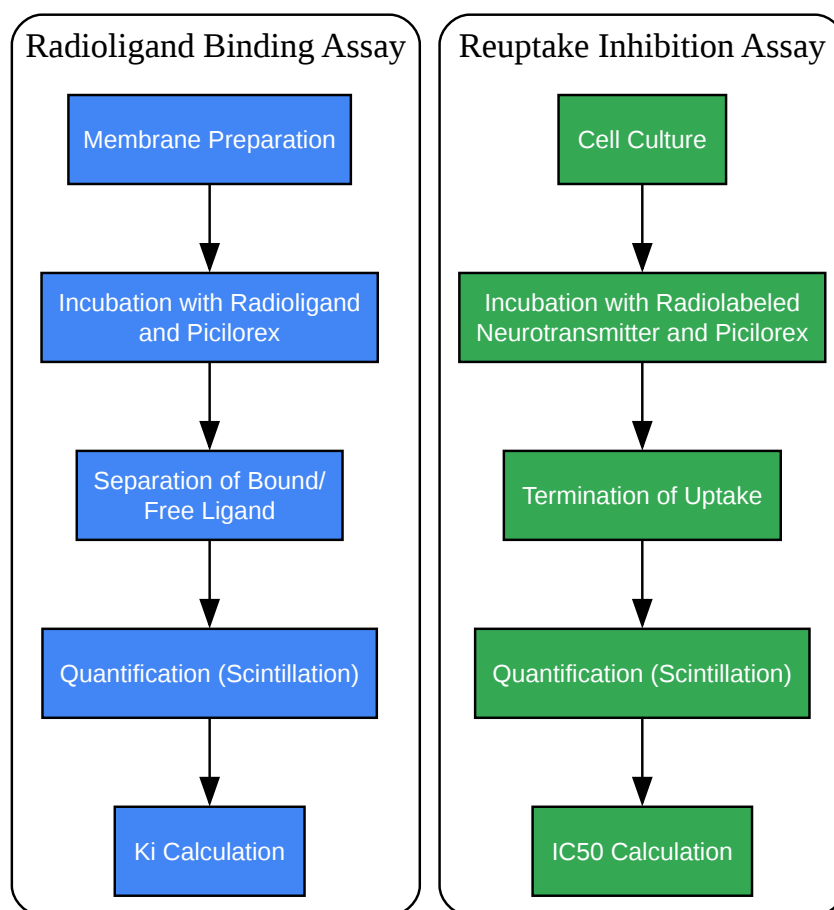 Radioligand Binding Assay
Membrane Preparation
Incubation with Radioligand
and Picilorex
Separation of Bound/
Free Ligand
Quantification (Scintillation)
Ki Calculation
Reuptake Inhibition Assay
Cell Culture
Incubation with Radiolabeled
Neurotransmitter and Picilorex
Termination of Uptake
Quantification (Scintillation)
IC50 Calculation